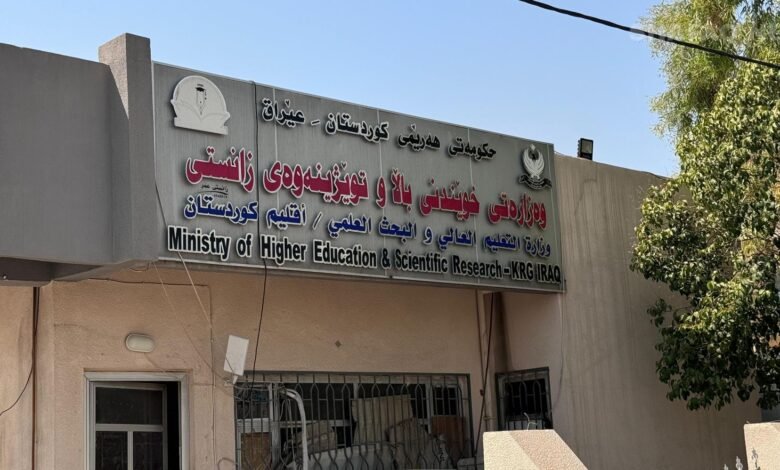 حکومەتی هەرێمی کوردستان - عێراق
وەزارەتی خوێندنی باڵا و توێژینەوەی زانستی
وزارة التعليم العالي و البحث العلمي / أقليم كوردستان
Ministry of Higher Education & Scientific Research - KRG IRAQ